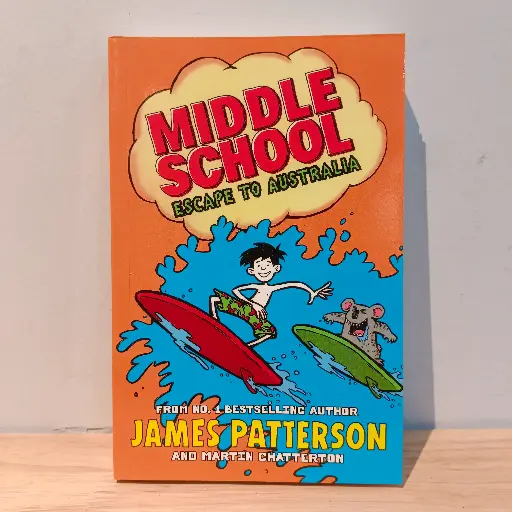 MIDDLE
SCHOOL
ESCAPE TO AUSTRALIA
FROM NO. 1 BESTSELLING AUTHOR
JAMES PATTERSON
AND MARTIN CHATTERTON